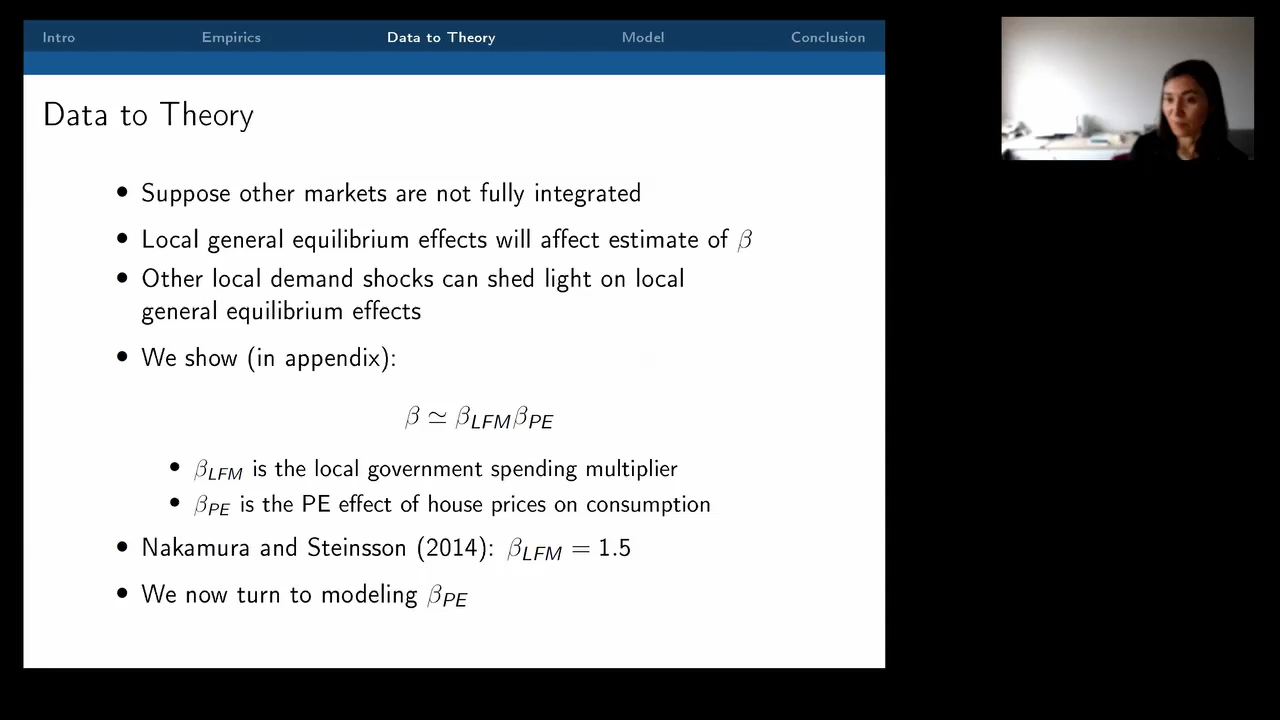 Intro Empirics Data to Theory Model Conclusion
Data to Theory
• Suppose other markets are not fully integrated
• Local general equilibrium effects will affect estimate of β
• Other local demand shocks can shed light on local
general equilibrium effects
• We show (in appendix):
β ≃ β_LFM β_PE
• β_LFM is the local government spending multiplier
• β_PE is the PE effect of house prices on consumption
• Nakamura and Steinsson (2014): β_LFM = 1.5
• We now turn to modeling β_PE